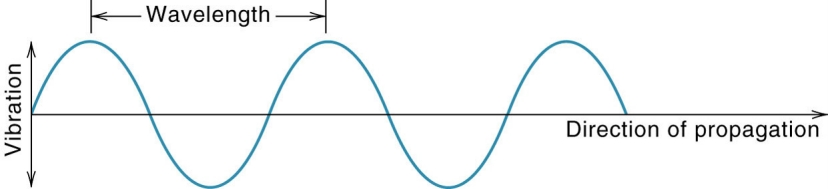 Wavelength
Vibration
Direction of propagation